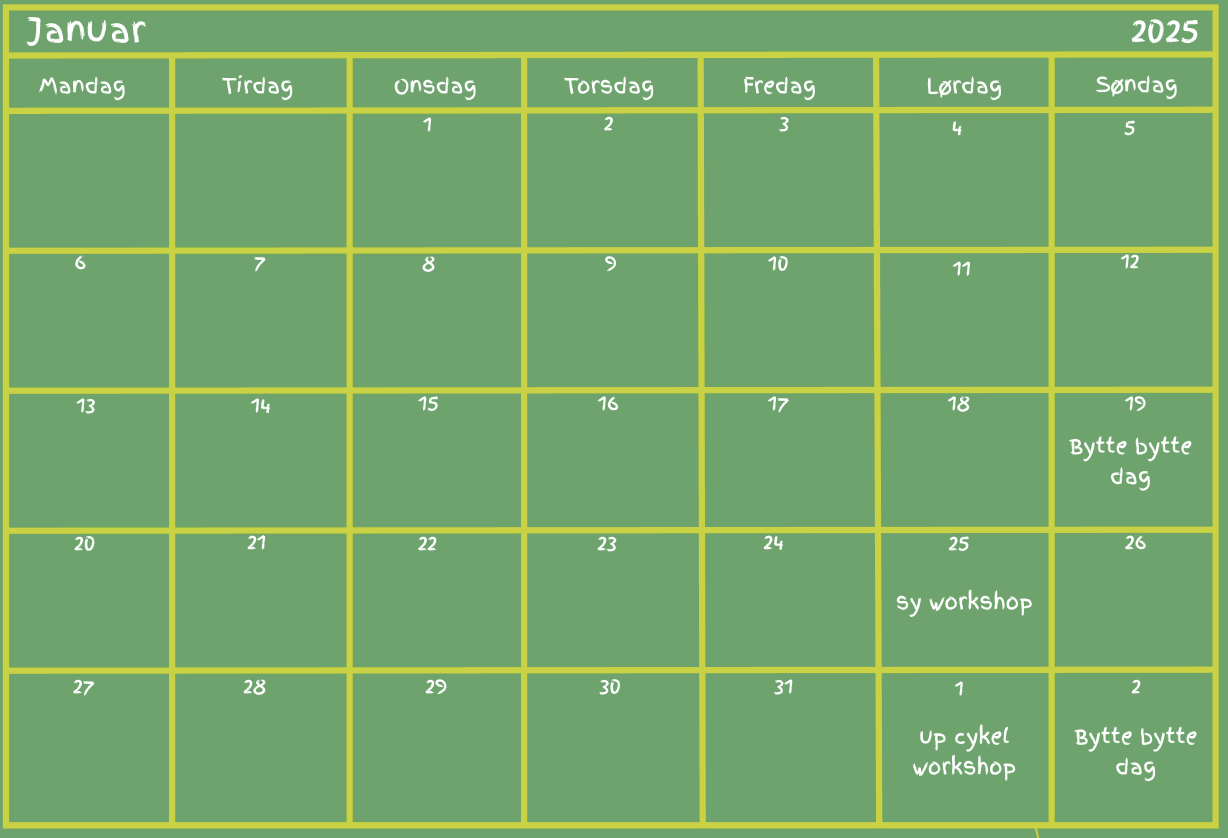 Januar 2025
Mandag Tirdag Onsdag Torsdag Fredag Lørdag Søndag
1 2 3 4 5
6 7 8 9 10 11 12
13 14 15 16 17 18 19
Bytte bytte
dag
20 21 22 23 24 25 26
sy workshop
27 28 29 30 31 1 2
up cykel Bytte bytte
workshop dag